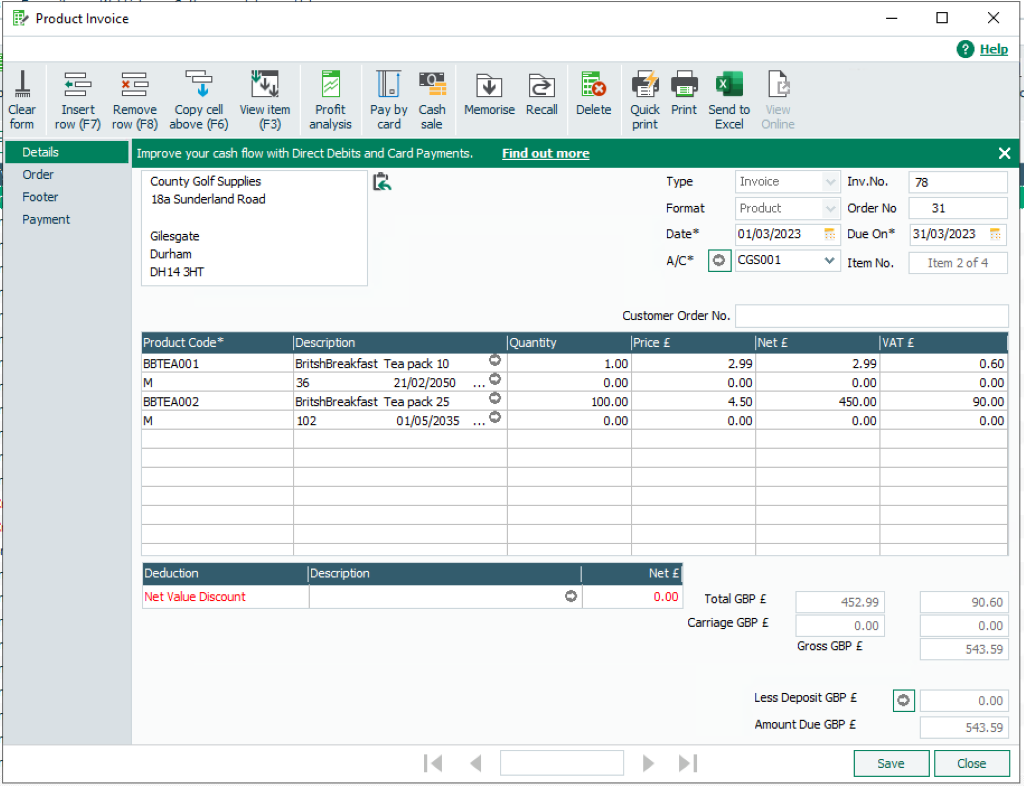 Product Invoice
? Help
Clear form
Insert row (F7)
Remove row (F8)
Copy cell above (F6)
View item (F3)
Profit analysis
Pay by card
Cash sale
Memorise
Recall
Delete
Quick print
Print
Send to Excel
View Online
Details
Order
Footer
Payment
Improve your cash flow with Direct Debits and Card Payments. Find out more
County Golf Supplies
18a Sunderland Road
Gilesgate
Durham
DH14 3HT
Type Invoice Inv.No. 78
Format Product Order No 31
Date* 01/03/2023 Due On* 31/03/2023
A/C* CGS001 Item No. Item 2 of 4
Customer Order No.
Product Code* Description Quantity Price £ Net £ VAT £
BBTEA001 BritshBreakfast Tea pack 10 1.00 2.99 2.99 0.60
M 36 21/02/2050 ... 0.00 0.00 0.00 0.00
BBTEA002 BritshBreakfast Tea pack 25 100.00 4.50 450.00 90.00
M 102 01/05/2035 ... 0.00 0.00 0.00 0.00
Deduction Description Net £
Net Value Discount 0.00
Total GBP £ 452.99 90.60
Carriage GBP £ 0.00 0.00
Gross GBP £ 543.59
Less Deposit GBP £ 0.00
Amount Due GBP £ 543.59
Save Close